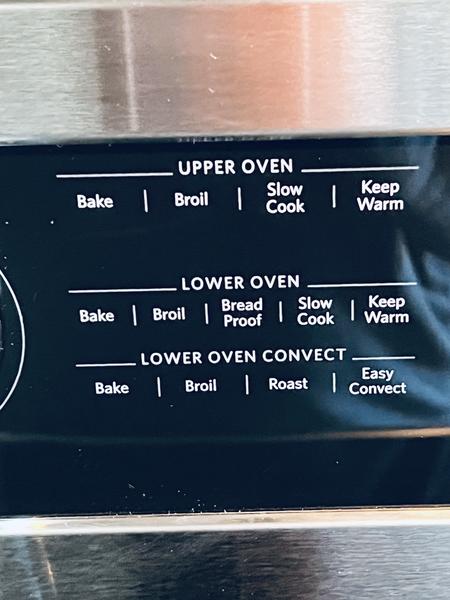 UPPER OVEN
Bake | Broil | Slow Cook | Keep Warm
LOWER OVEN
Bake | Broil | Bread Proof | Slow Cook | Keep Warm
LOWER OVEN CONVECT
Bake | Broil | Roast | Easy Convect